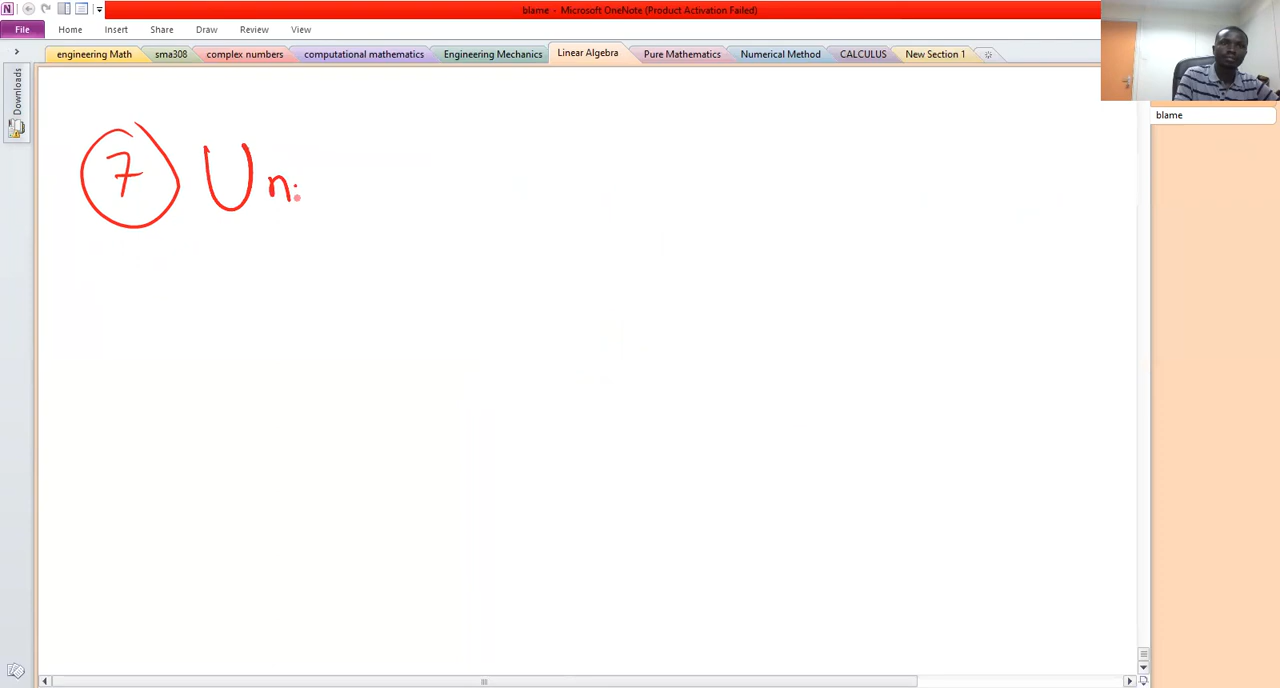 blame - Microsoft OneNote (Product Activation Failed)
File Home Insert Share Draw Review View
engineering Math sma308 complex numbers computational mathematics Engineering Mechanics Linear Algebra Pure Mathematics Numerical Method CALCULUS New Section 1
Downloads
blame
7 Uni